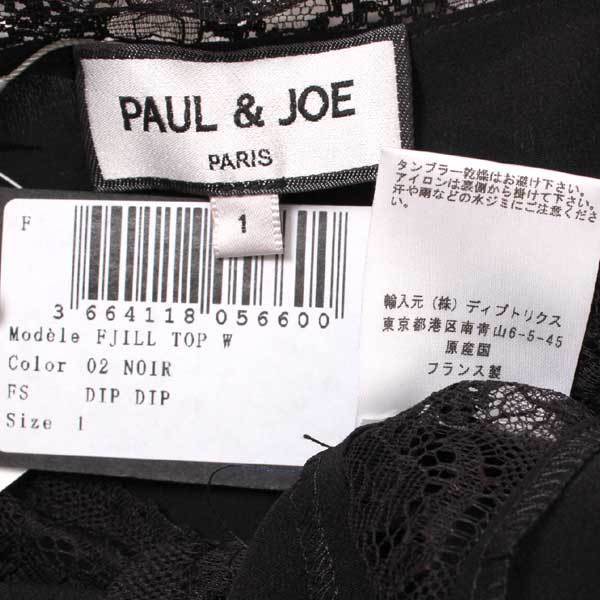 PAUL & JOE
PARIS
1
F
3 664118 056600
Modèle FJILL TOP W
Color 02 NOIR
FS DIP DIP
Size 1
タンブラー乾燥はお避け下さい。
アイロンは裏側から掛けて下さい。
汗や雨などの水ジミにご注意くださ
い。
輸入元(株)ディプトリクス
東京都港区南青山6-5-45
原産国
フランス製